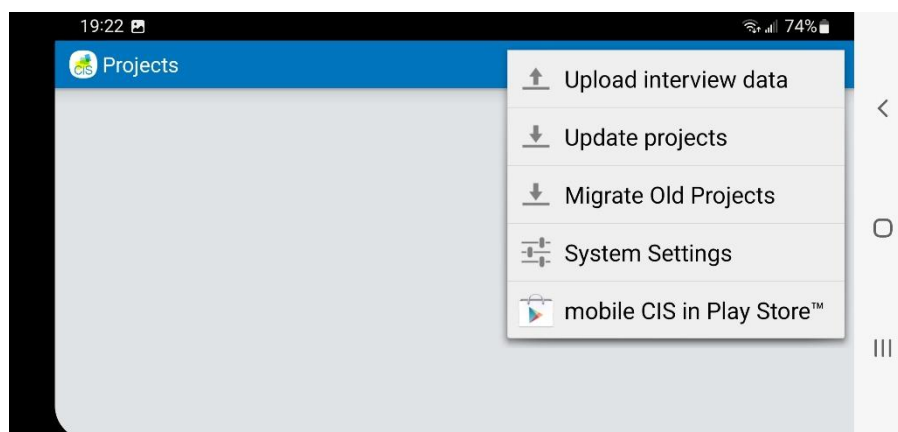 19:22
74%
CIS
Projects
Upload interview data
Update projects
Migrate Old Projects
System Settings
mobile CIS in Play Store™